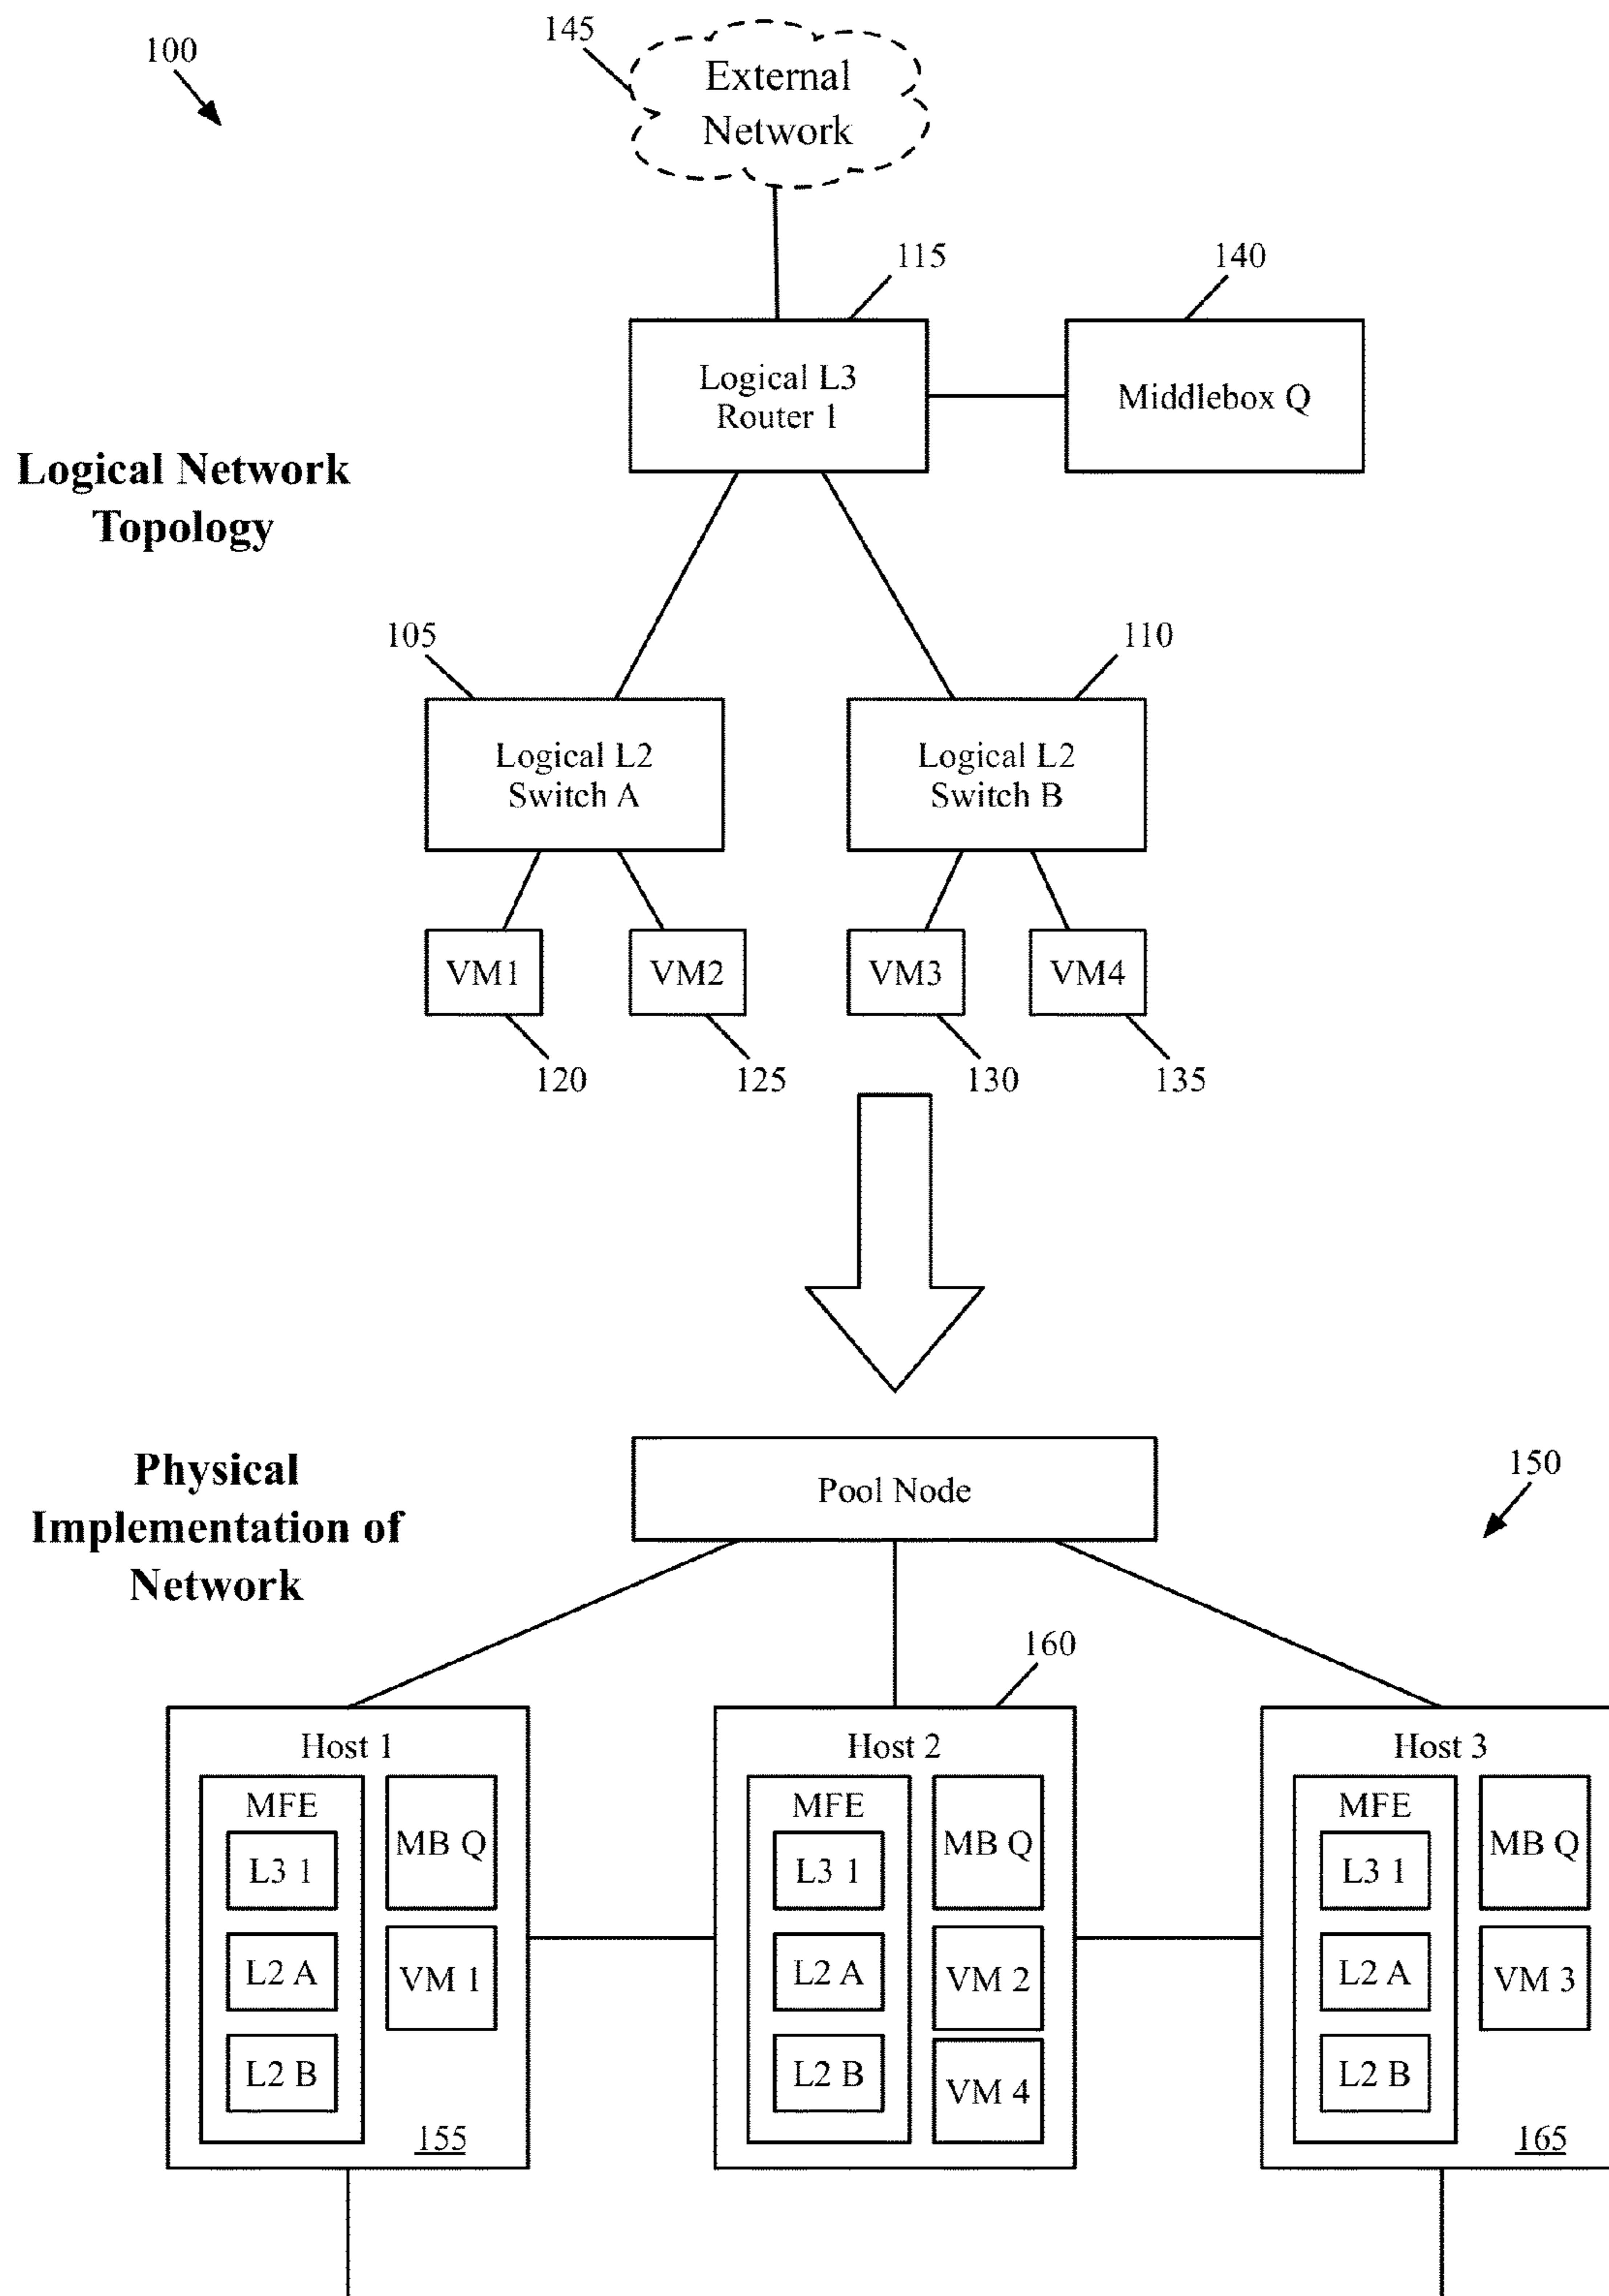 145
100
External
Network
115
140
Logical L3
Router 1
Middlebox Q
Logical Network
Topology
105
110
Logical L2
Switch A
Logical L2
Switch B
VM1
VM2
VM3
VM4
120
125
130
135
Physical
Implementation of
Network
Pool Node
150
160
Host 1
MFE
L3 1
L2 A
L2 B
MB Q
VM 1
155
Host 2
MFE
L3 1
L2 A
L2 B
MB Q
VM 2
VM 4
Host 3
MFE
L3 1
L2 A
L2 B
MB Q
VM 3
165